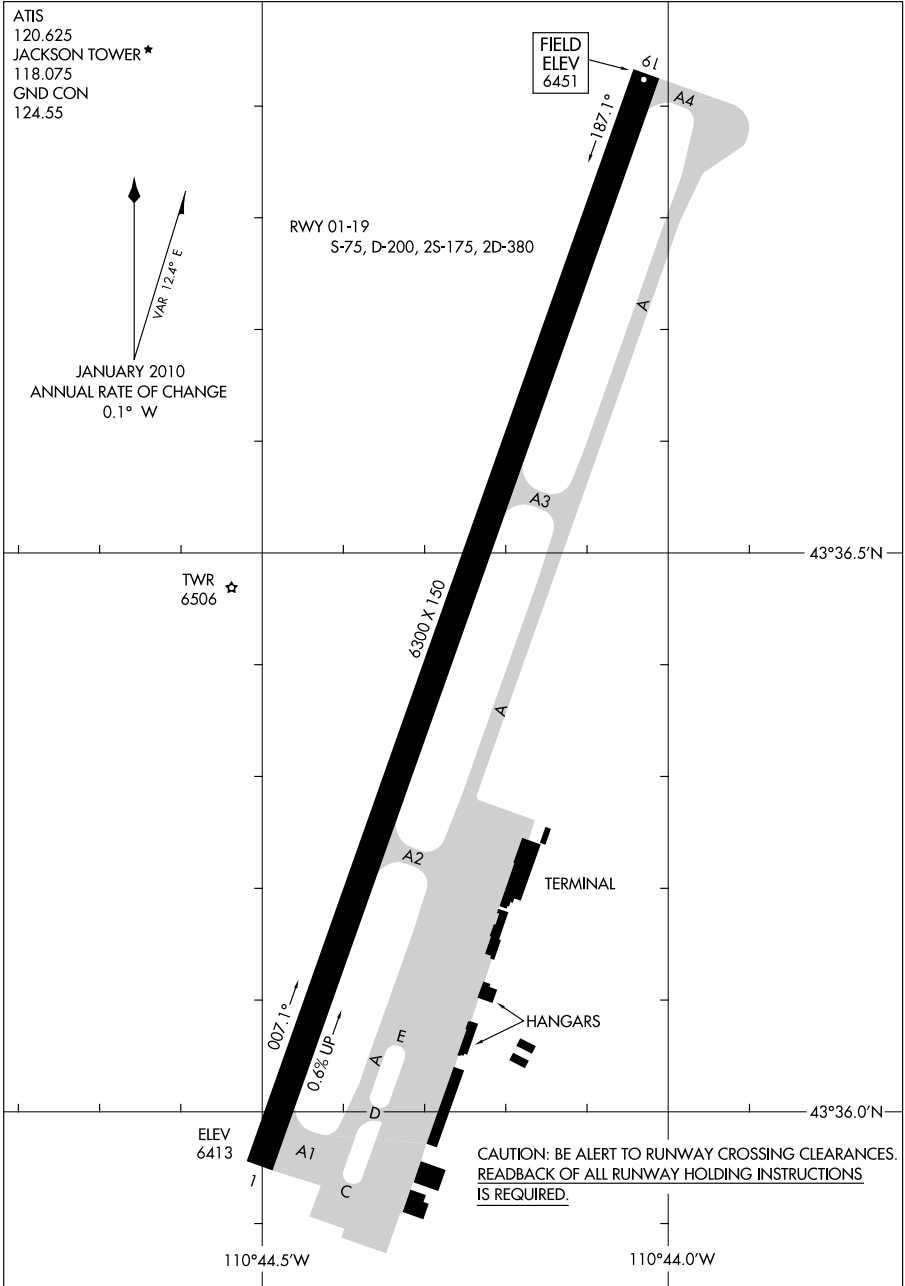 ATIS
120.625
JACKSON TOWER★
118.075
GND CON
124.55
FIELD
ELEV
6451
19
A4
187.1°
RWY 01-19
S-75, D-200, 2S-175, 2D-380
VAR 12.4° E
JANUARY 2010
ANNUAL RATE OF CHANGE
0.1° W
A
A3
43°36.5'N
TWR
6506
6300 X 150
A
A2
TERMINAL
007.1°
0.6% UP
HANGARS
E
A
D
43°36.0'N
ELEV
6413
A1
1
C
CAUTION: BE ALERT TO RUNWAY CROSSING CLEARANCES.
READBACK OF ALL RUNWAY HOLDING INSTRUCTIONS
IS REQUIRED.
110°44.5'W
110°44.0'W